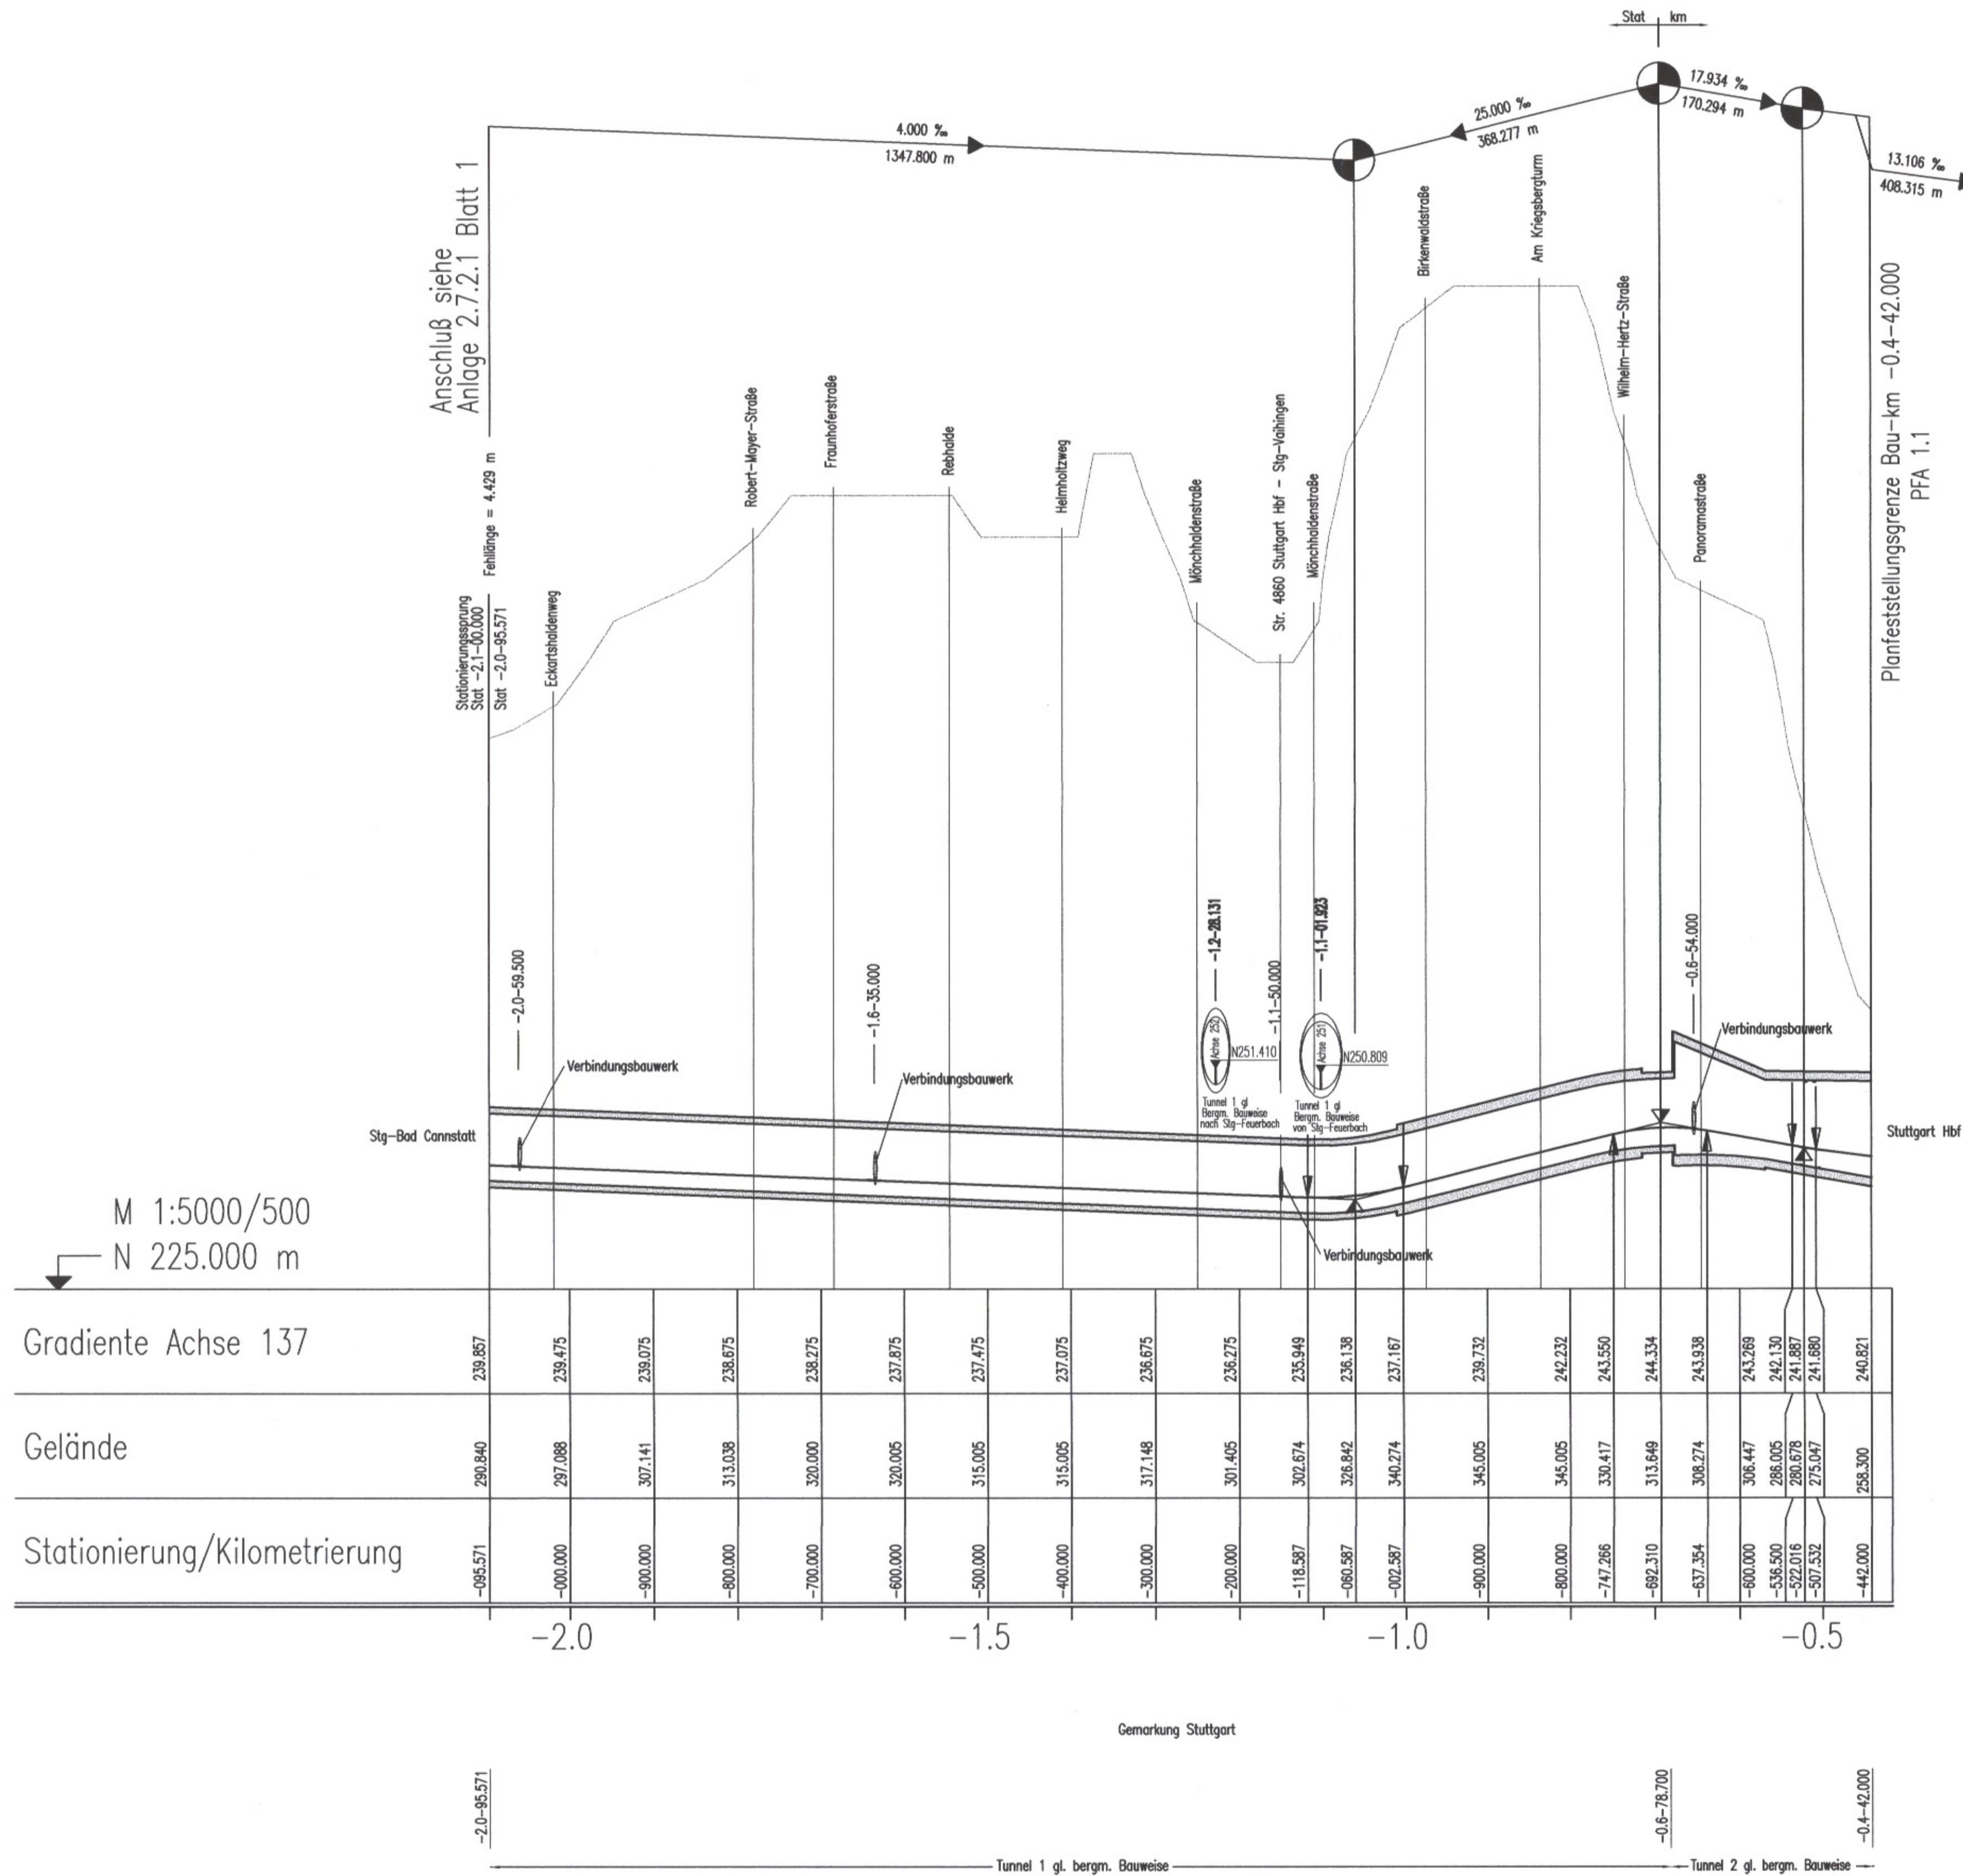 Stat km
17.934 ‰
170.294 m
25.000 ‰
368.277 m
4.000 ‰
1347.800 m
13.106 ‰
408.315 m
Anschluß siehe
Anlage 2.7.2.1 Blatt 1
Fehllänge = 4.429 m
Stationierungssprung
Stat -2.1-00.000
Stat -2.0-95.571
Eckartshaldenweg
Robert-Mayer-Straße
Fraunhoferstraße
Rebhalde
Helmholtzweg
Mönchhaldenstraße
Str. 4860 Stuttgart Hbf - Stg-Vaihingen
Mönchhaldenstraße
Birkenwaldstraße
Am Kriegsbergturm
Wilhelm-Hertz-Straße
Panoramastraße
Planfeststellungsgrenze Bau-km -0.4-42.000
PFA 1.1
-2.0-59.500
Verbindungsbauwerk
-1.6-35.000
Verbindungsbauwerk
-1.2-28.131
Achse 252
N251.410
Tunnel 1 gl
Bergm. Bauweise
nach Stg-Feuerbach
-1.1-50.000
-1.1-01.923
Achse 251
N250.809
Tunnel 1 gl
Bergm. Bauweise
von Stg-Feuerbach
Verbindungsbauwerk
-0.6-54.000
Verbindungsbauwerk
Stg-Bad Cannstatt
Stuttgart Hbf
M 1:5000/500
N 225.000 m
Gradiente Achse 137
239.857 239.475 239.075 238.675 238.275 237.875 237.475 237.075 236.675 236.275 235.949 236.138 237.167 239.732 242.232 243.550 244.334 243.938 243.269 242.130 241.887 241.680 240.821
Gelände
290.840 297.088 307.141 313.038 320.000 320.005 315.005 315.005 317.148 301.405 302.674 326.842 340.274 345.005 345.005 330.417 313.649 308.274 306.447 286.005 280.678 275.047 258.300
Stationierung/Kilometrierung
-095.571 -000.000 -900.000 -800.000 -700.000 -600.000 -500.000 -400.000 -300.000 -200.000 -118.587 -060.587 -002.587 -900.000 -800.000 -747.266 -692.310 -637.354 -600.000 -536.500 -522.016 -507.532 -442.000
-2.0 -1.5 -1.0 -0.5
Gemarkung Stuttgart
-2.0-95.571
-0.6-78.700
-0.4-42.000
Tunnel 1 gl. bergm. Bauweise
Tunnel 2 gl. bergm. Bauweise